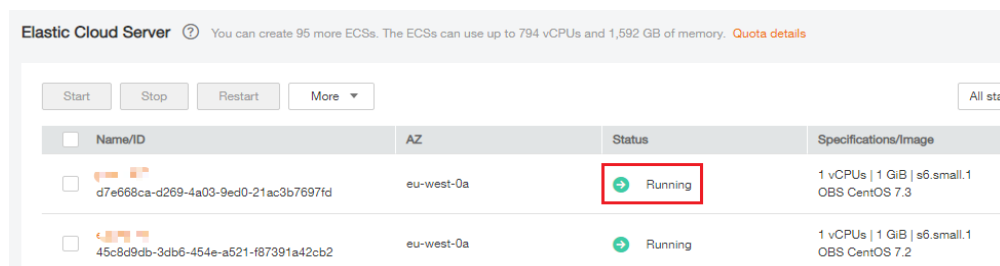 Elastic Cloud Server ? You can create 95 more ECSs. The ECSs can use up to 794 vCPUs and 1,592 GB of memory. Quota details
Start Stop Restart More All
Name/ID AZ Status Specifications/Image
d7e668ca-d269-4a03-9ed0-21ac3b7697fd eu-west-0a Running 1 vCPUs | 1 GiB | s6.small.1
OBS CentOS 7.3
45c8d9db-3db6-454e-a521-f87391a42cb2 eu-west-0a Running 1 vCPUs | 1 GiB | s6.small.1
OBS CentOS 7.2